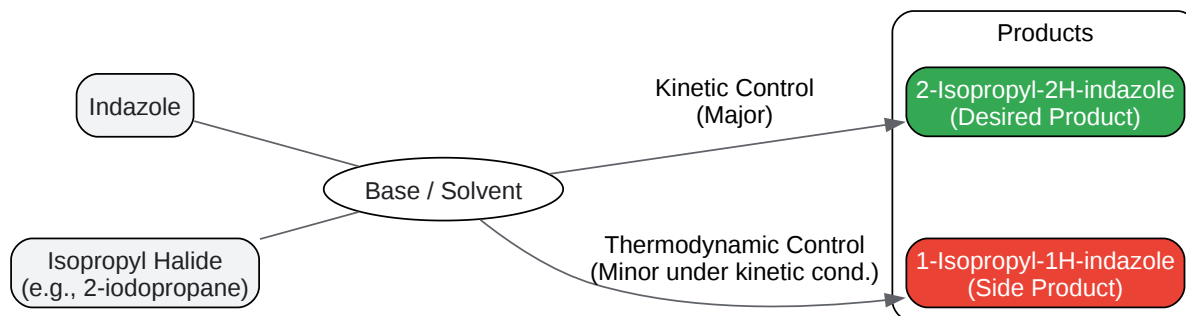 Products
Indazole
Kinetic Control
(Major)
2-Isopropyl-2H-indazole
(Desired Product)
Base / Solvent
Isopropyl Halide
(e.g., 2-iodopropane)
Thermodynamic Control
(Minor under kinetic cond.)
1-Isopropyl-1H-indazole
(Side Product)